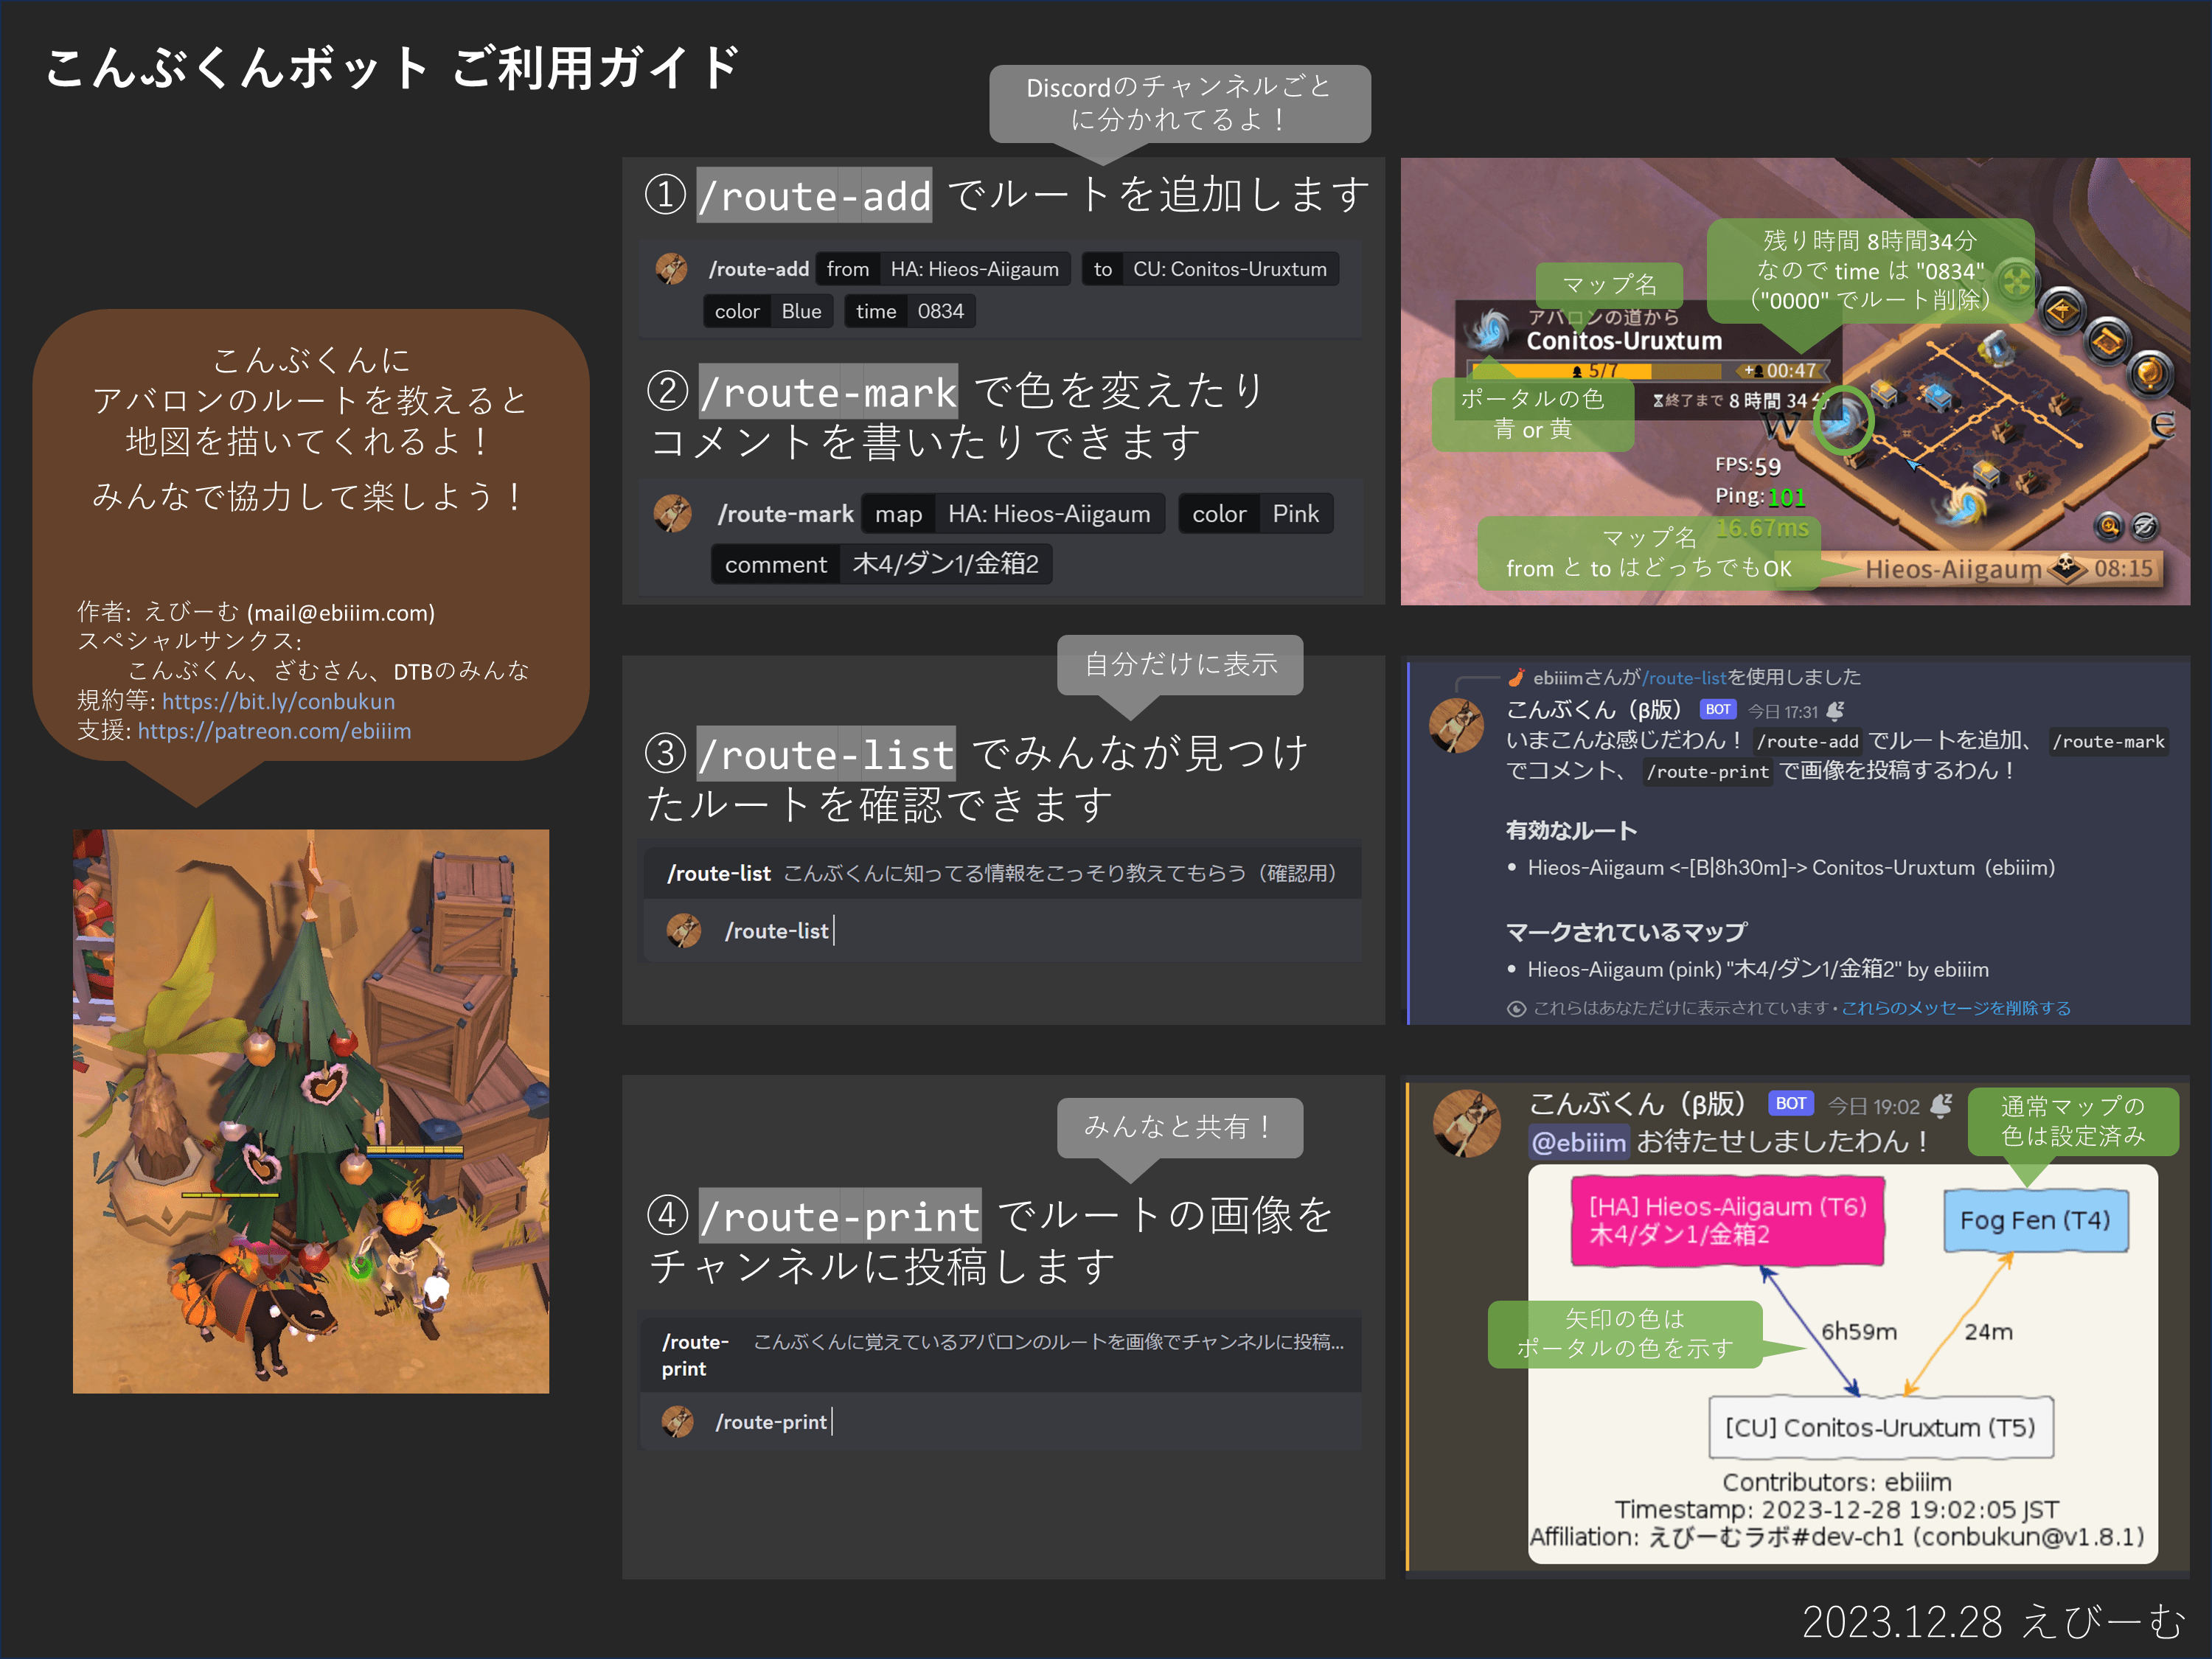 こんぶくんボット ご利用ガイド
こんぶくんに
アバロンのルートを教えると
地図を描いてくれるよ！
みんなで協力して楽しよう！
作者: えびーむ (mail@ebiiim.com)
スペシャルサンクス:
こんぶくん、ざむさん、DTBのみんな
規約等: https://bit.ly/conbukun
支援: https://patreon.com/ebiiim
Discordのチャンネルごと
に分かれてるよ！
① /route-add でルートを追加します
/route-add from HA: Hieos-Aiigaum to CU: Conitos-Uruxtum
color Blue time 0834
② /route-mark で色を変えたり
コメントを書いたりできます
/route-mark map HA: Hieos-Aiigaum color Pink
comment 木4/ダン1/金箱2
残り時間 8時間34分
なので time は "0834"
（"0000" でルート削除）
マップ名
アバロンの道から
Conitos-Uruxtum
5/7 +00:47
終了まで 8 時間 34 分
ポータルの色
青 or 黄
W
e
FPS:59
Ping:101
16.67ms
マップ名
from と to はどっちでもOK
Hieos-Aiigaum 08:15
自分だけに表示
③ /route-list でみんなが見つけ
たルートを確認できます
/route-list こんぶくんに知ってる情報をこっそり教えてもらう（確認用）
/route-list
ebiiimさんが/route-listを使用しました
こんぶくん（β版） BOT 今日 17:31
いまこんな感じだわん！ /route-add でルートを追加、 /route-mark
でコメント、 /route-print で画像を投稿するわん！
有効なルート
• Hieos-Aiigaum <-[B|8h30m]-> Conitos-Uruxtum (ebiiim)
マークされているマップ
• Hieos-Aiigaum (pink) "木4/ダン1/金箱2" by ebiiim
これらはあなただけに表示されています • これらのメッセージを削除する
みんなと共有！
④ /route-print でルートの画像を
チャンネルに投稿します
/route-
print こんぶくんに覚えているアバロンのルートを画像でチャンネルに投稿...
/route-print
こんぶくん（β版） BOT 今日 19:02
@ebiiim お待たせしましたわん！
通常マップの
色は設定済み
[HA] Hieos-Aiigaum (T6)
木4/ダン1/金箱2
Fog Fen (T4)
矢印の色は
ポータルの色を示す
6h59m
24m
[CU] Conitos-Uruxtum (T5)
Contributors: ebiiim
Timestamp: 2023-12-28 19:02:05 JST
Affiliation: えびーむラボ#dev-ch1 (conbukun@v1.8.1)
2023.12.28 えびーむ